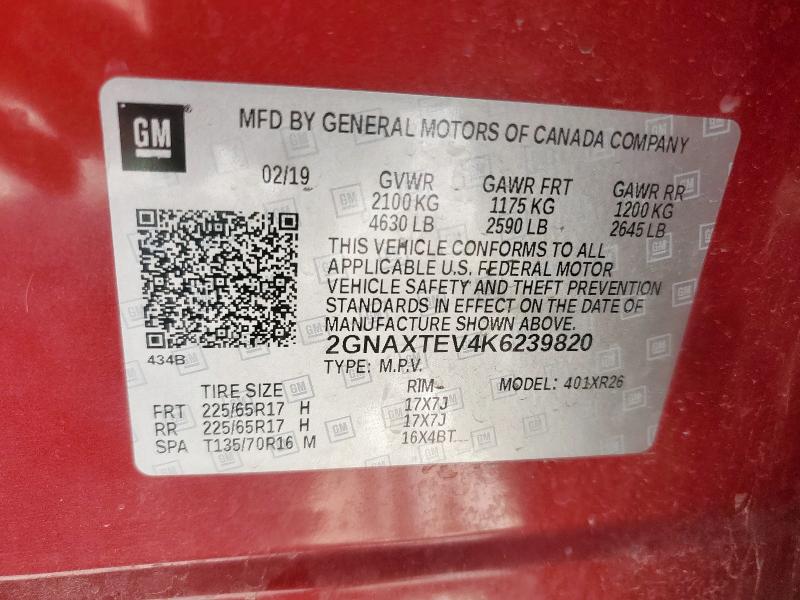 GM
MFD BY GENERAL MOTORS OF CANADA COMPANY
02/19 GVWR GAWR FRT GAWR RR
2100 KG 1175 KG 1200 KG
4630 LB 2590 LB 2645 LB
THIS VEHICLE CONFORMS TO ALL
APPLICABLE U.S. FEDERAL MOTOR
VEHICLE SAFETY AND THEFT PREVENTION
STANDARDS IN EFFECT ON THE DATE OF
MANUFACTURE SHOWN ABOVE.
434B 2GNAXTEV4K6239820
TYPE: M.P.V. MODEL: 401XR26
TIRE SIZE RIM
FRT 225/65R17 H 17X7J
RR 225/65R17 H 17X7J
SPA T135/70R16 M 16X4BT